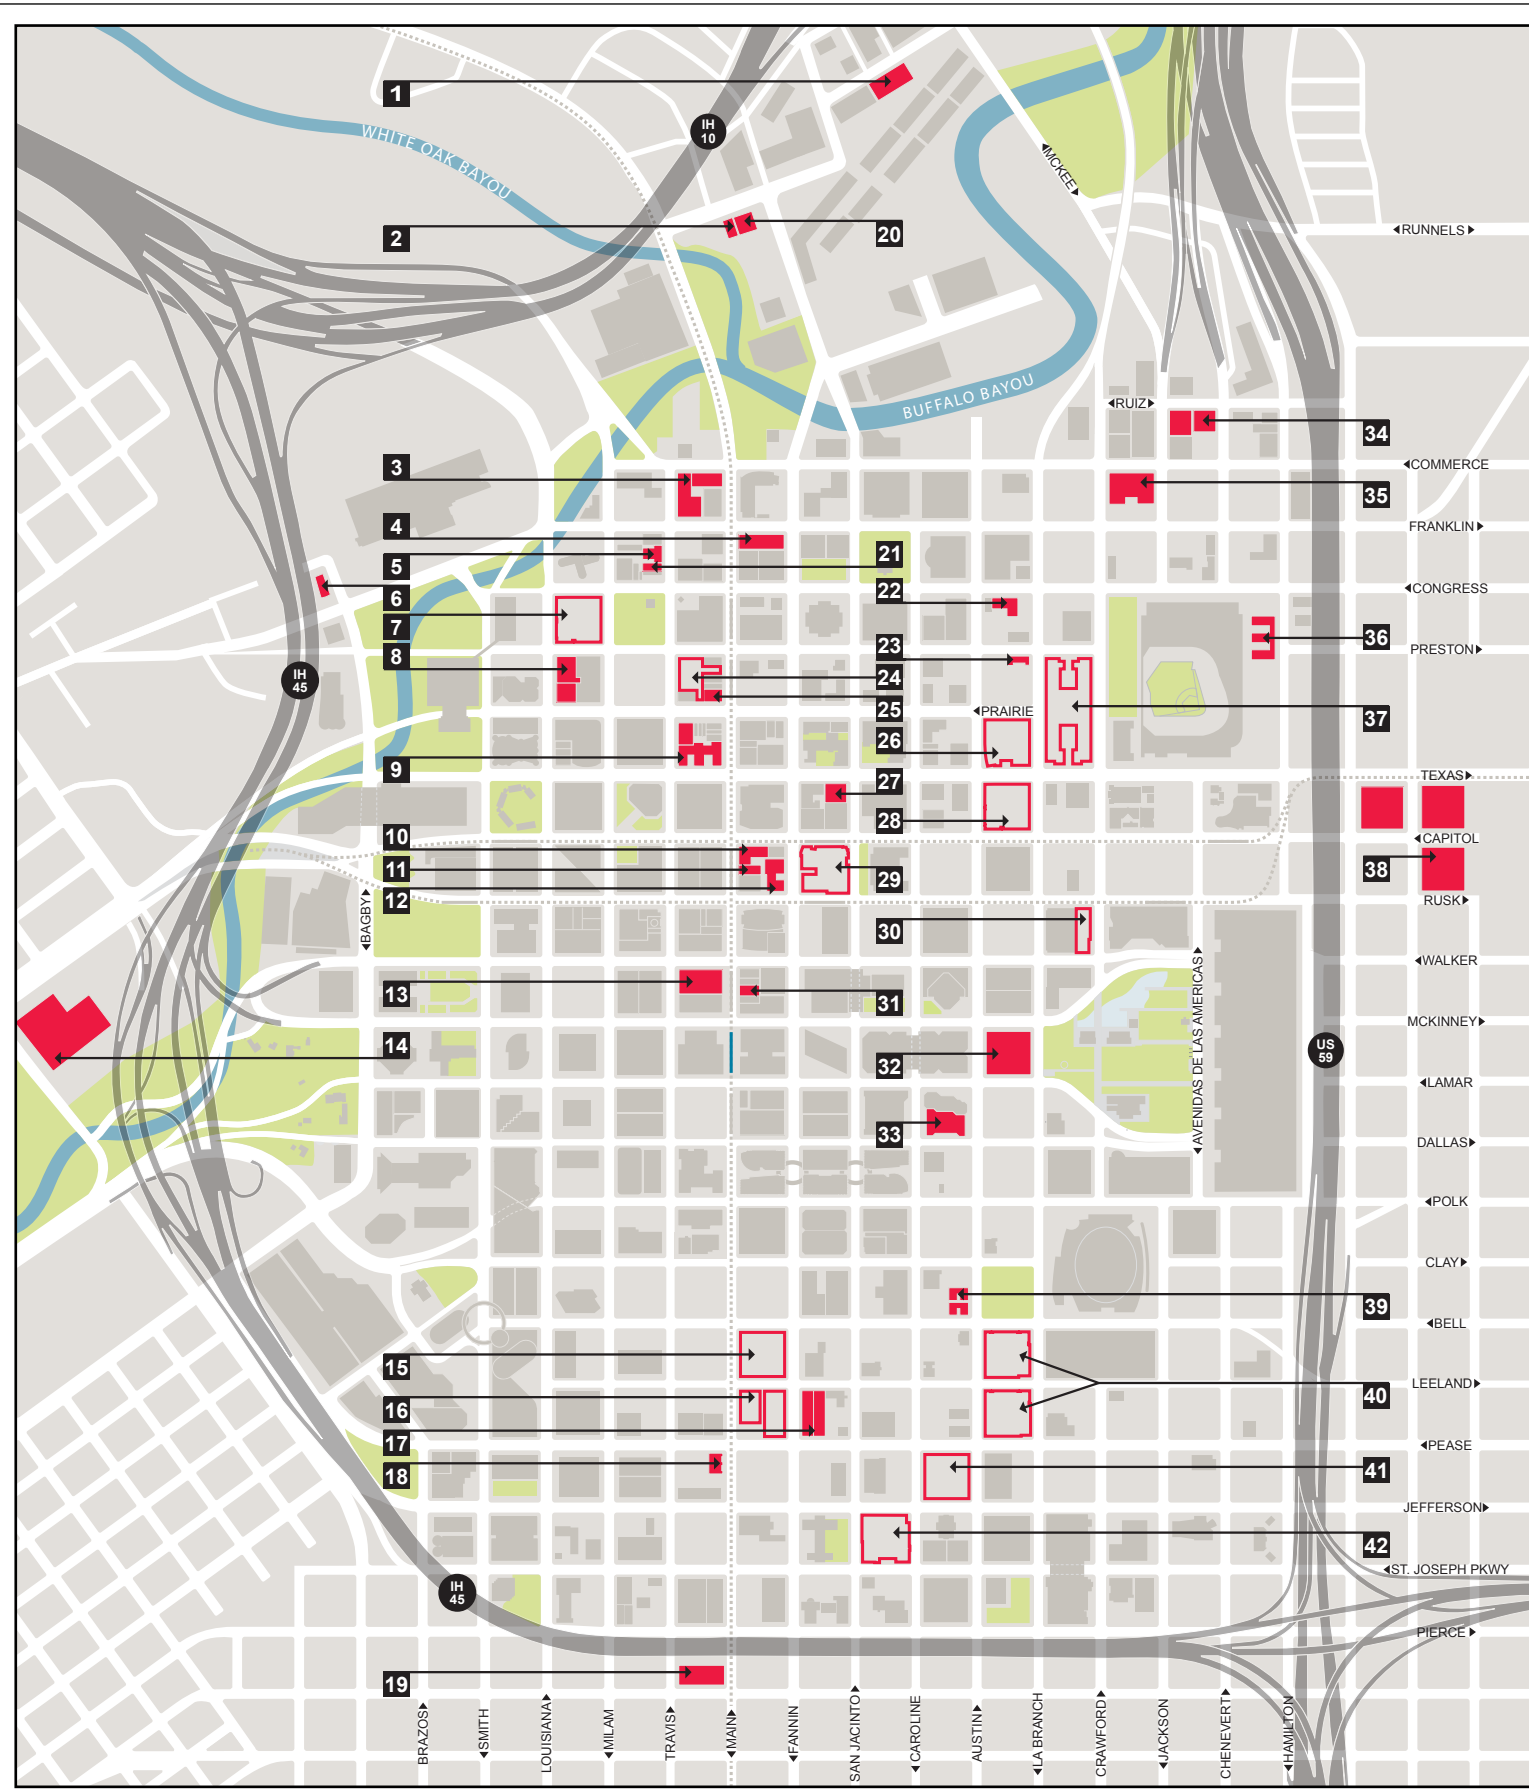 1
IH
10
WHITE OAK BAYOU
MCKEE
2
20
RUNNELS
BUFFALO BAYOU
RUIZ
34
3
COMMERCE
35
4
FRANKLIN
5
21
6
22
CONGRESS
7
36
8
23
PRESTON
IH
45
24
25
PRAIRIE
37
26
9
TEXAS
27
28
10
CAPITOL
11
29
38
12
RUSK
BAGBY
30
WALKER
AVENIDAS DE LAS AMERICAS
13
31
MCKINNEY
14
32
US
59
LAMAR
33
DALLAS
POLK
CLAY
39
BELL
15
LEELAND
16
40
17
PEASE
18
41
JEFFERSON
42
ST. JOSEPH PKWY
IH
45
PIERCE
19
BRAZOS
SMITH
LOUISIANA
MILAM
TRAVIS
MAIN
FANNIN
SAN JACINTO
CAROLINE
AUSTIN
LA BRANCH
CRAWFORD
JACKSON
CHENEVERT
HAMILTON